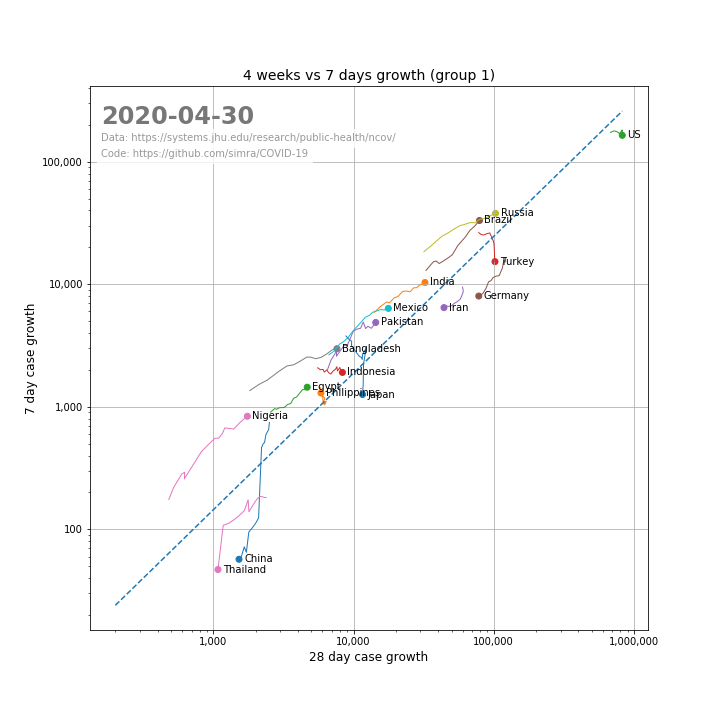 4 weeks vs 7 days growth (group 1)
2020-04-30
Data: https://systems.jhu.edu/research/public-health/ncov/
Code: https://github.com/simra/COVID-19
US
100,000
Russia
Brazil
Turkey
India
10,000
Germany
Mexico
Iran
Pakistan
Bangladesh
Indonesia
Egypt
Philippines
Japan
1,000
Nigeria
100
China
Thailand
7 day case growth
1,000
10,000
100,000
1,000,000
28 day case growth